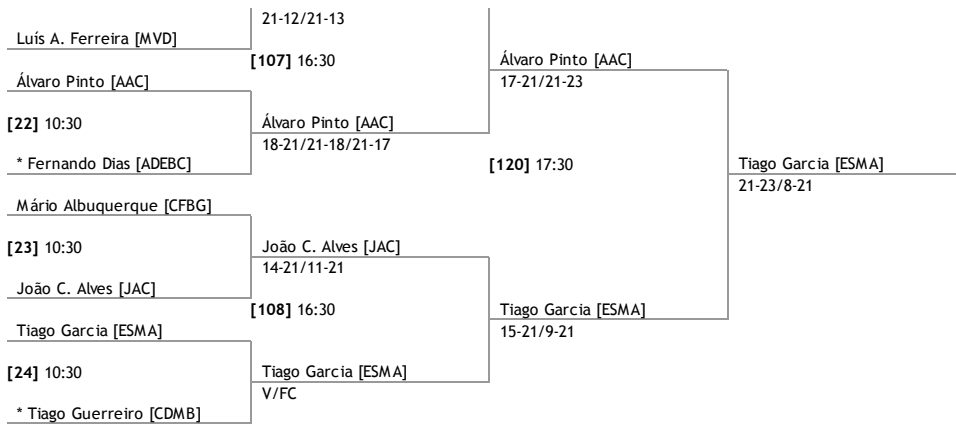 21-12/21-13
Luís A. Ferreira [MVD]
[107] 16:30
Álvaro Pinto [AAC]
Álvaro Pinto [AAC]
17-21/21-23
[22] 10:30
Álvaro Pinto [AAC]
18-21/21-18/21-17
* Fernando Dias [ADEBC]
[120] 17:30
Tiago Garcia [ESMA]
21-23/8-21
Mário Albuquerque [CFBG]
[23] 10:30
João C. Alves [JAC]
14-21/11-21
João C. Alves [JAC]
[108] 16:30
Tiago Garcia [ESMA]
Tiago Garcia [ESMA]
15-21/9-21
[24] 10:30
Tiago Garcia [ESMA]
V/FC
* Tiago Guerreiro [CDMB]